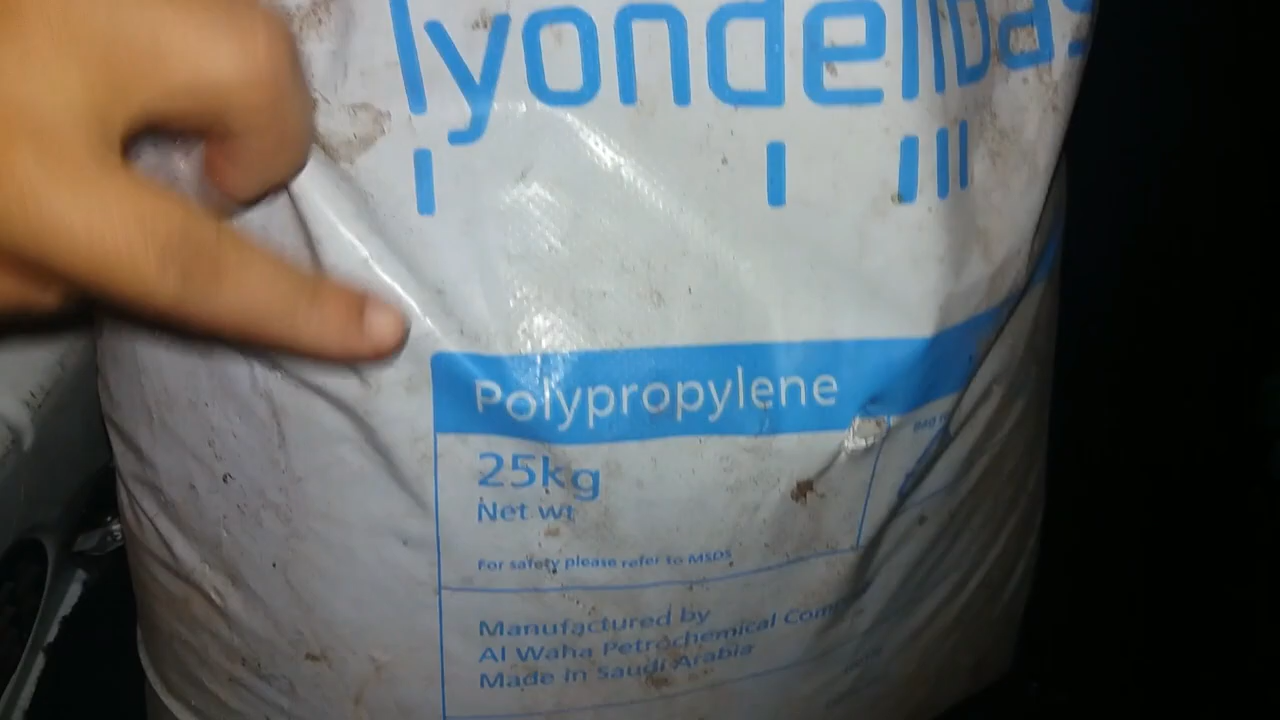 lyondellbas
Polypropylene
25kg
Net wt
For safety please refer to MSDS
Manufactured by
Al Waha Petrochemical Com
Made in Saudi Arabia